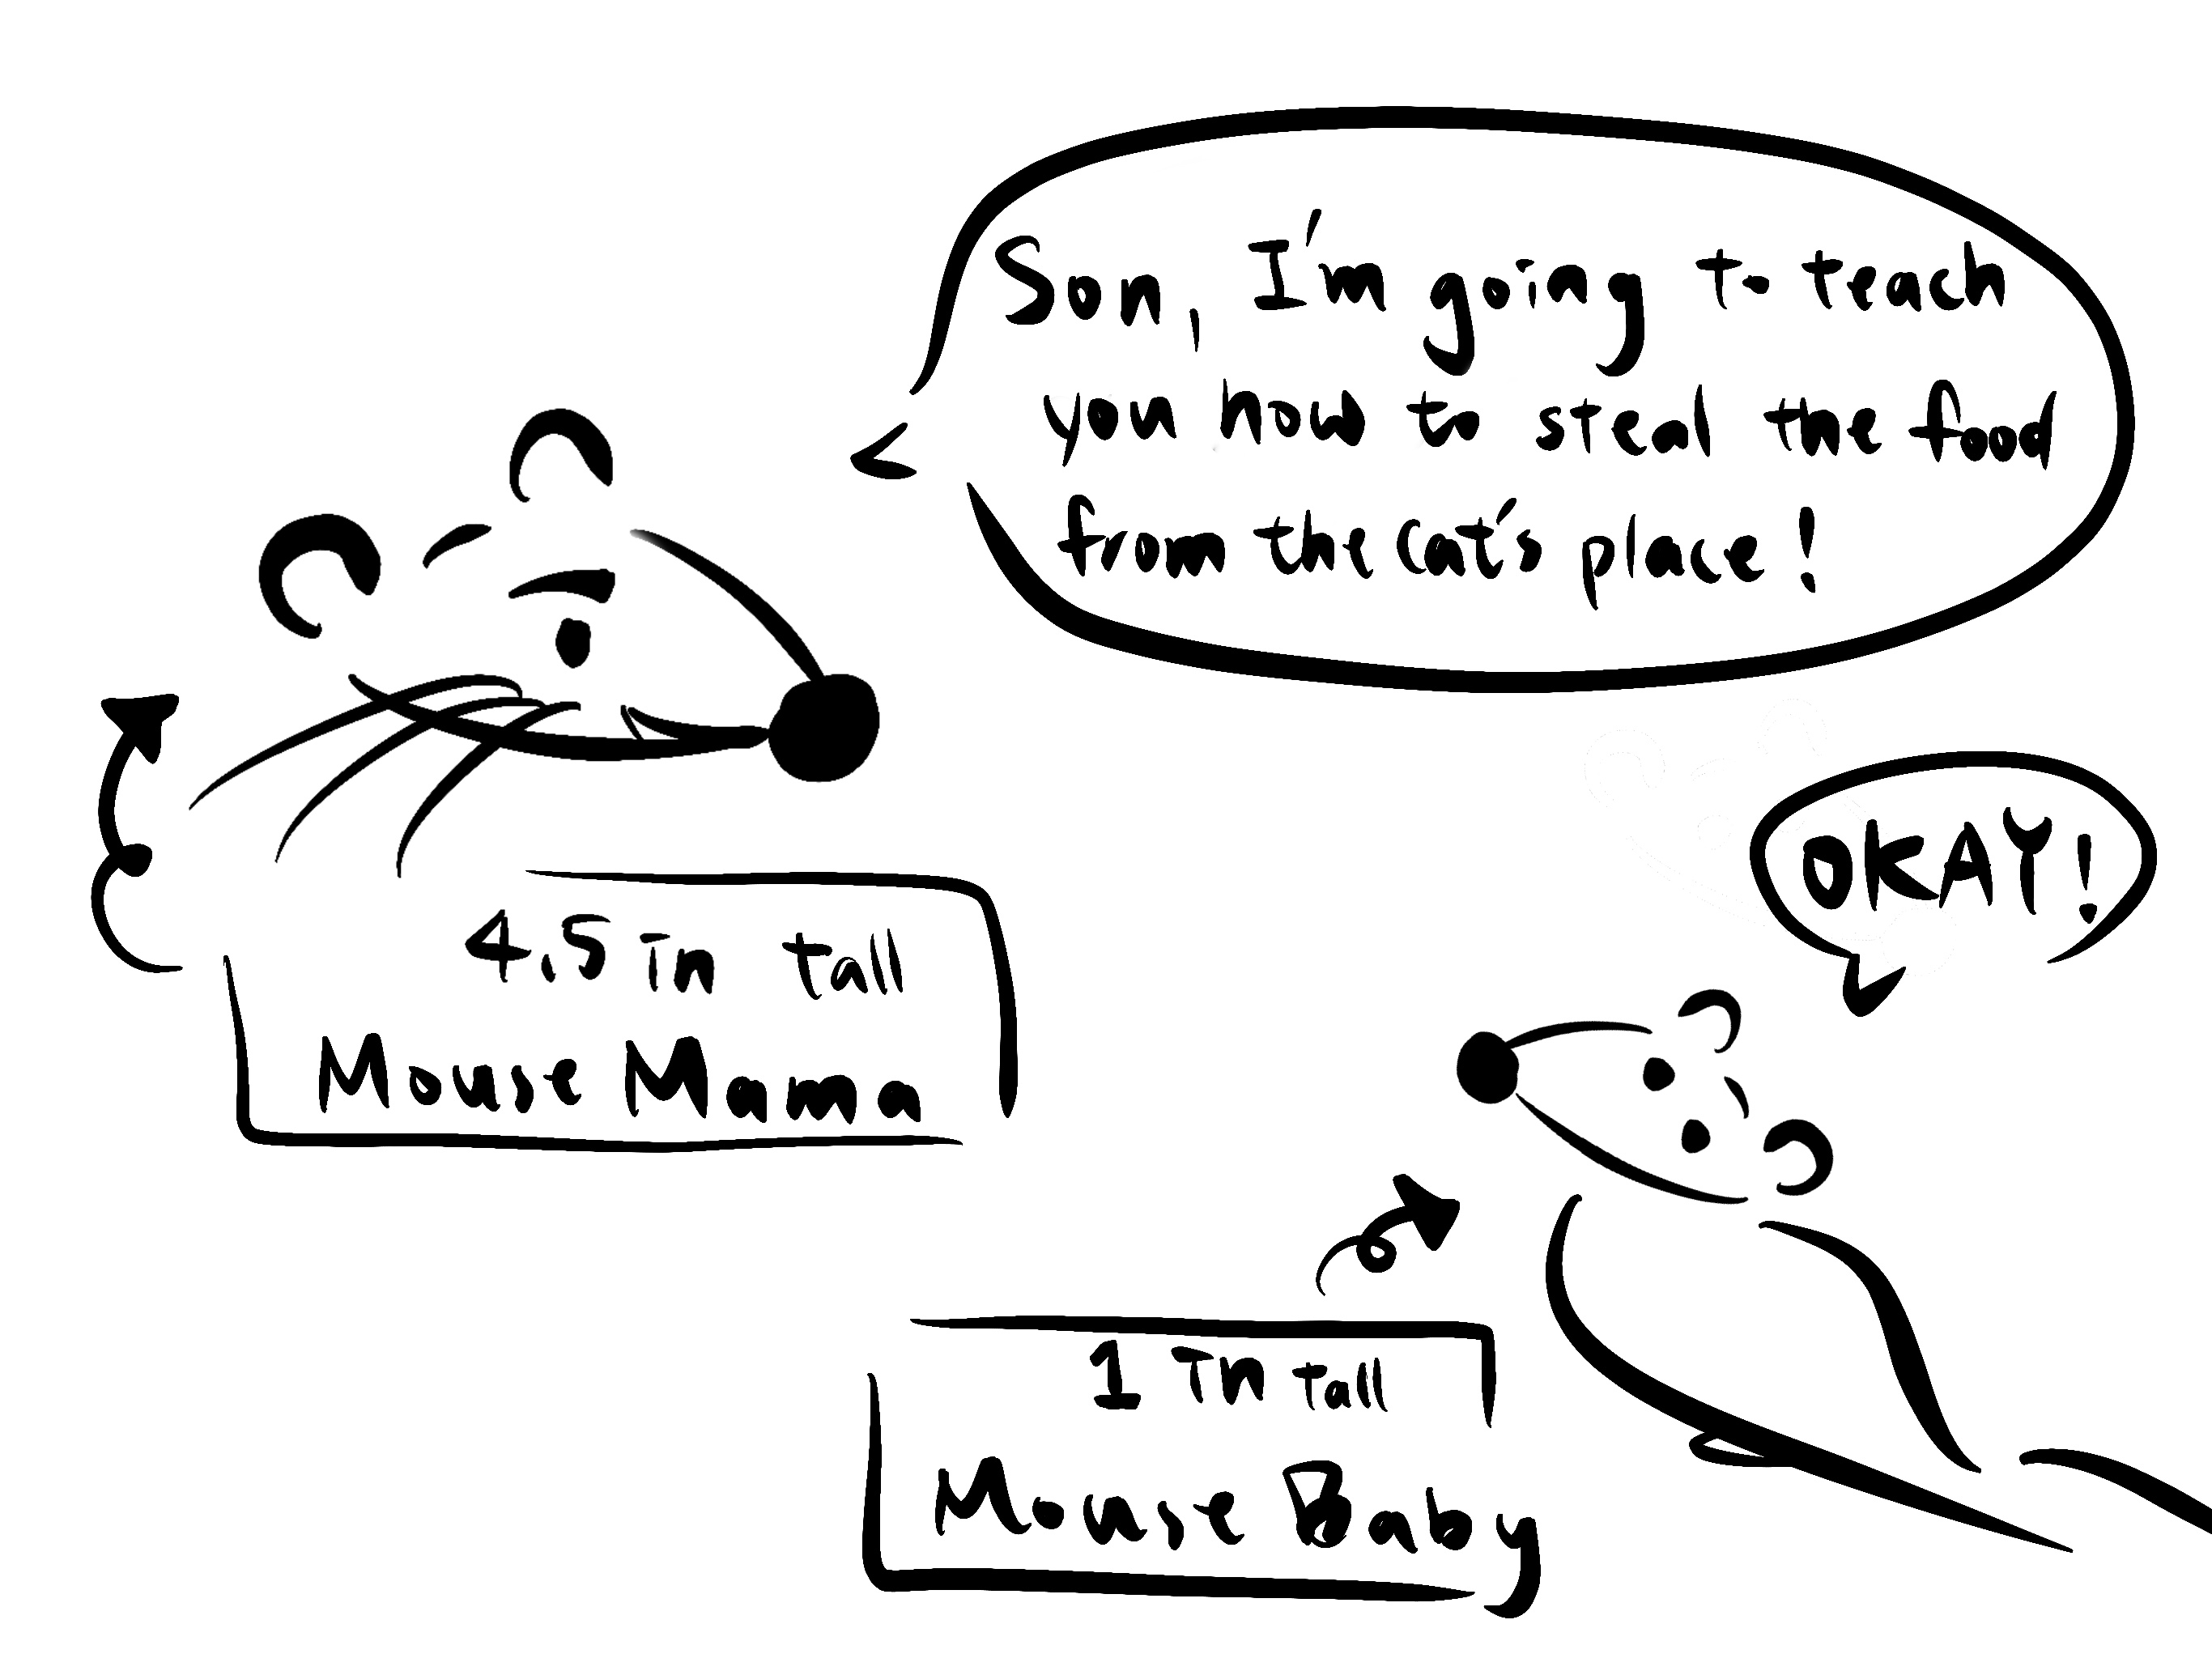 Son, I'm going to teach
you how to steal the food
from the cat's place!
OKAY!
4.5 in tall
Mouse Mama
1 in tall
Mouse Baby